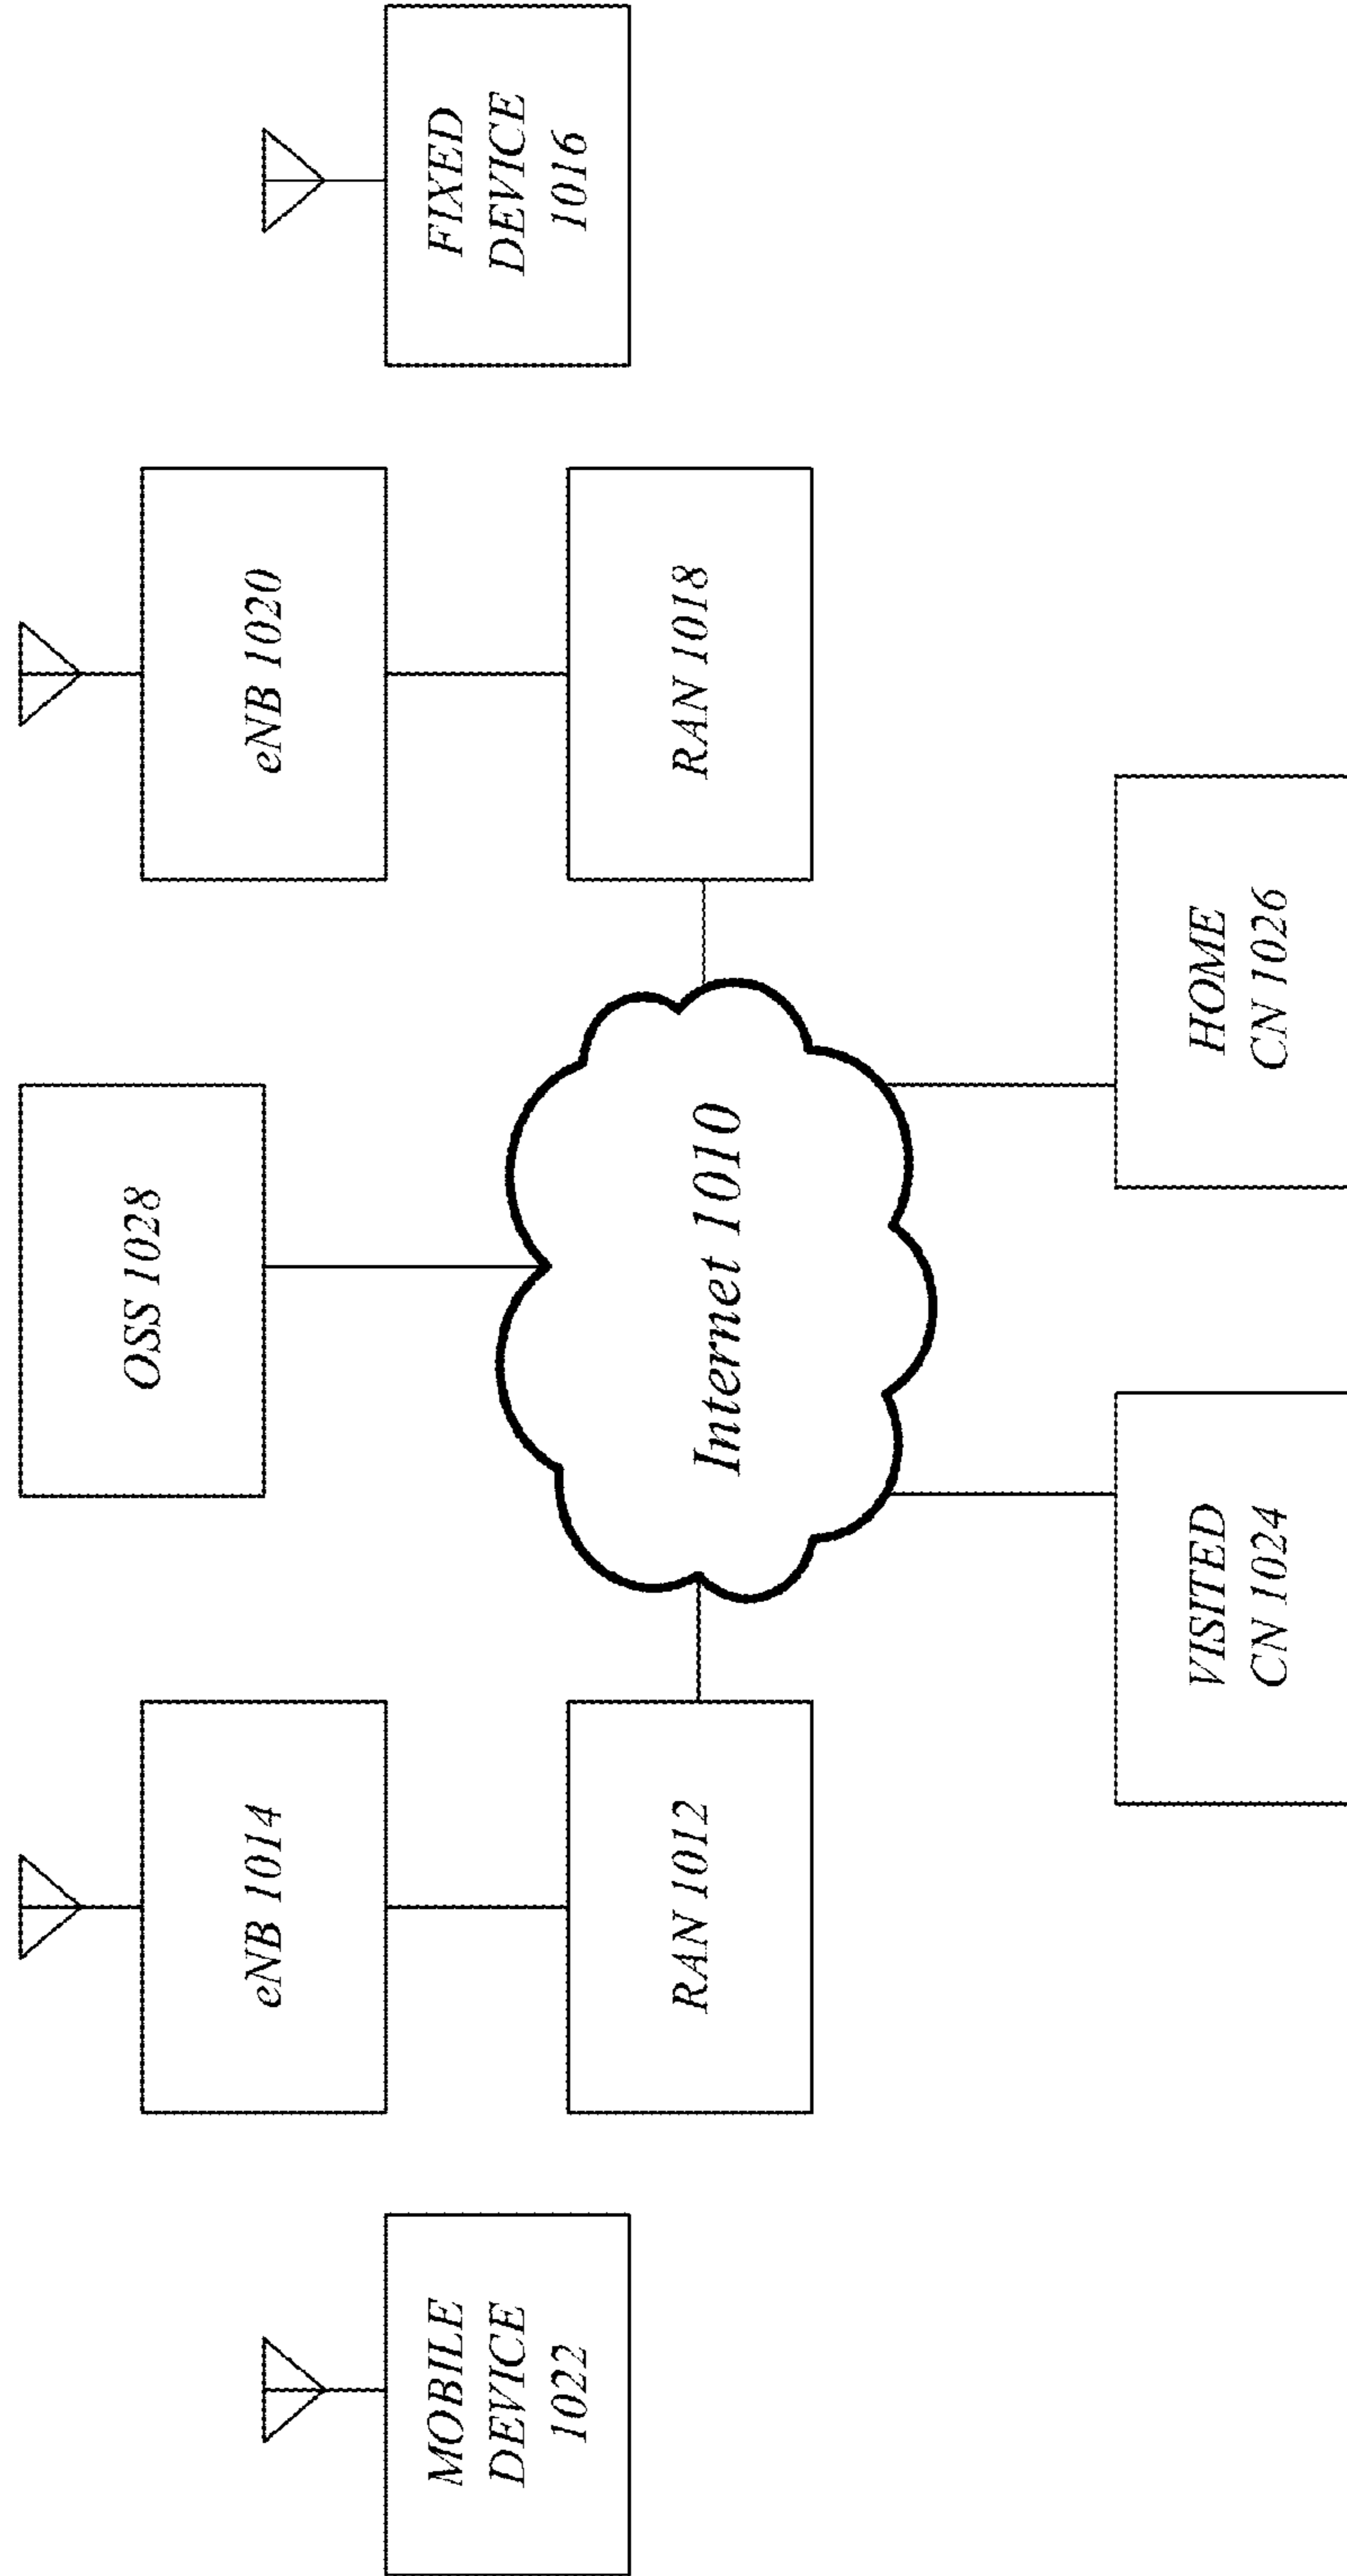 OSS 1028
eNB 1014
eNB 1020
MOBILE
DEVICE
1022
FIXED
DEVICE
1016
RAN 1012
Internet 1010
RAN 1018
VISITED
CN 1024
HOME
CN 1026